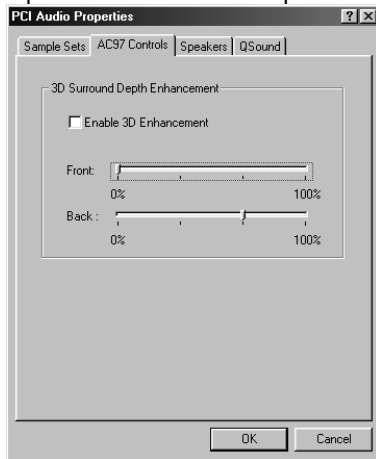 PCI Audio Properties
Sample Sets AC97 Controls Speakers QSound
3D Surround Depth Enhancement
Enable 3D Enhancement
Front:
0% 100%
Back :
0% 100%
OK Cancel